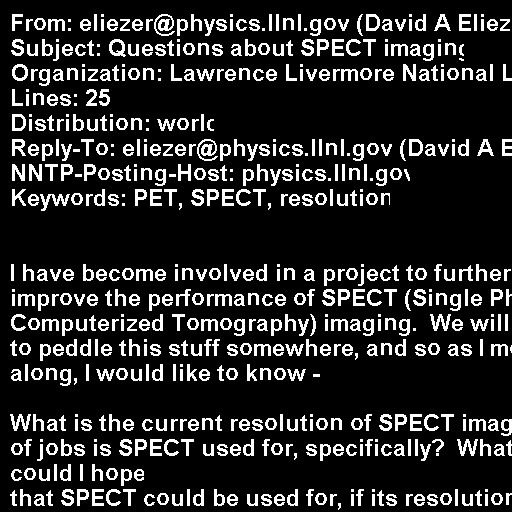 From: eliezer@physics.llnl.gov (David A Eliez
Subject: Questions about SPECT imaging
Organization: Lawrence Livermore National L
Lines: 25
Distribution: world
Reply-To: eliezer@physics.llnl.gov (David A E
NNTP-Posting-Host: physics.llnl.gov
Keywords: PET, SPECT, resolution

I have become involved in a project to further
improve the performance of SPECT (Single Ph
Computerized Tomography) imaging.  We will
to peddle this stuff somewhere, and so as I m
along, I would like to know -

What is the current resolution of SPECT imag
of jobs is SPECT used for, specifically?  What
could I hope
that SPECT could be used for, if its resolution